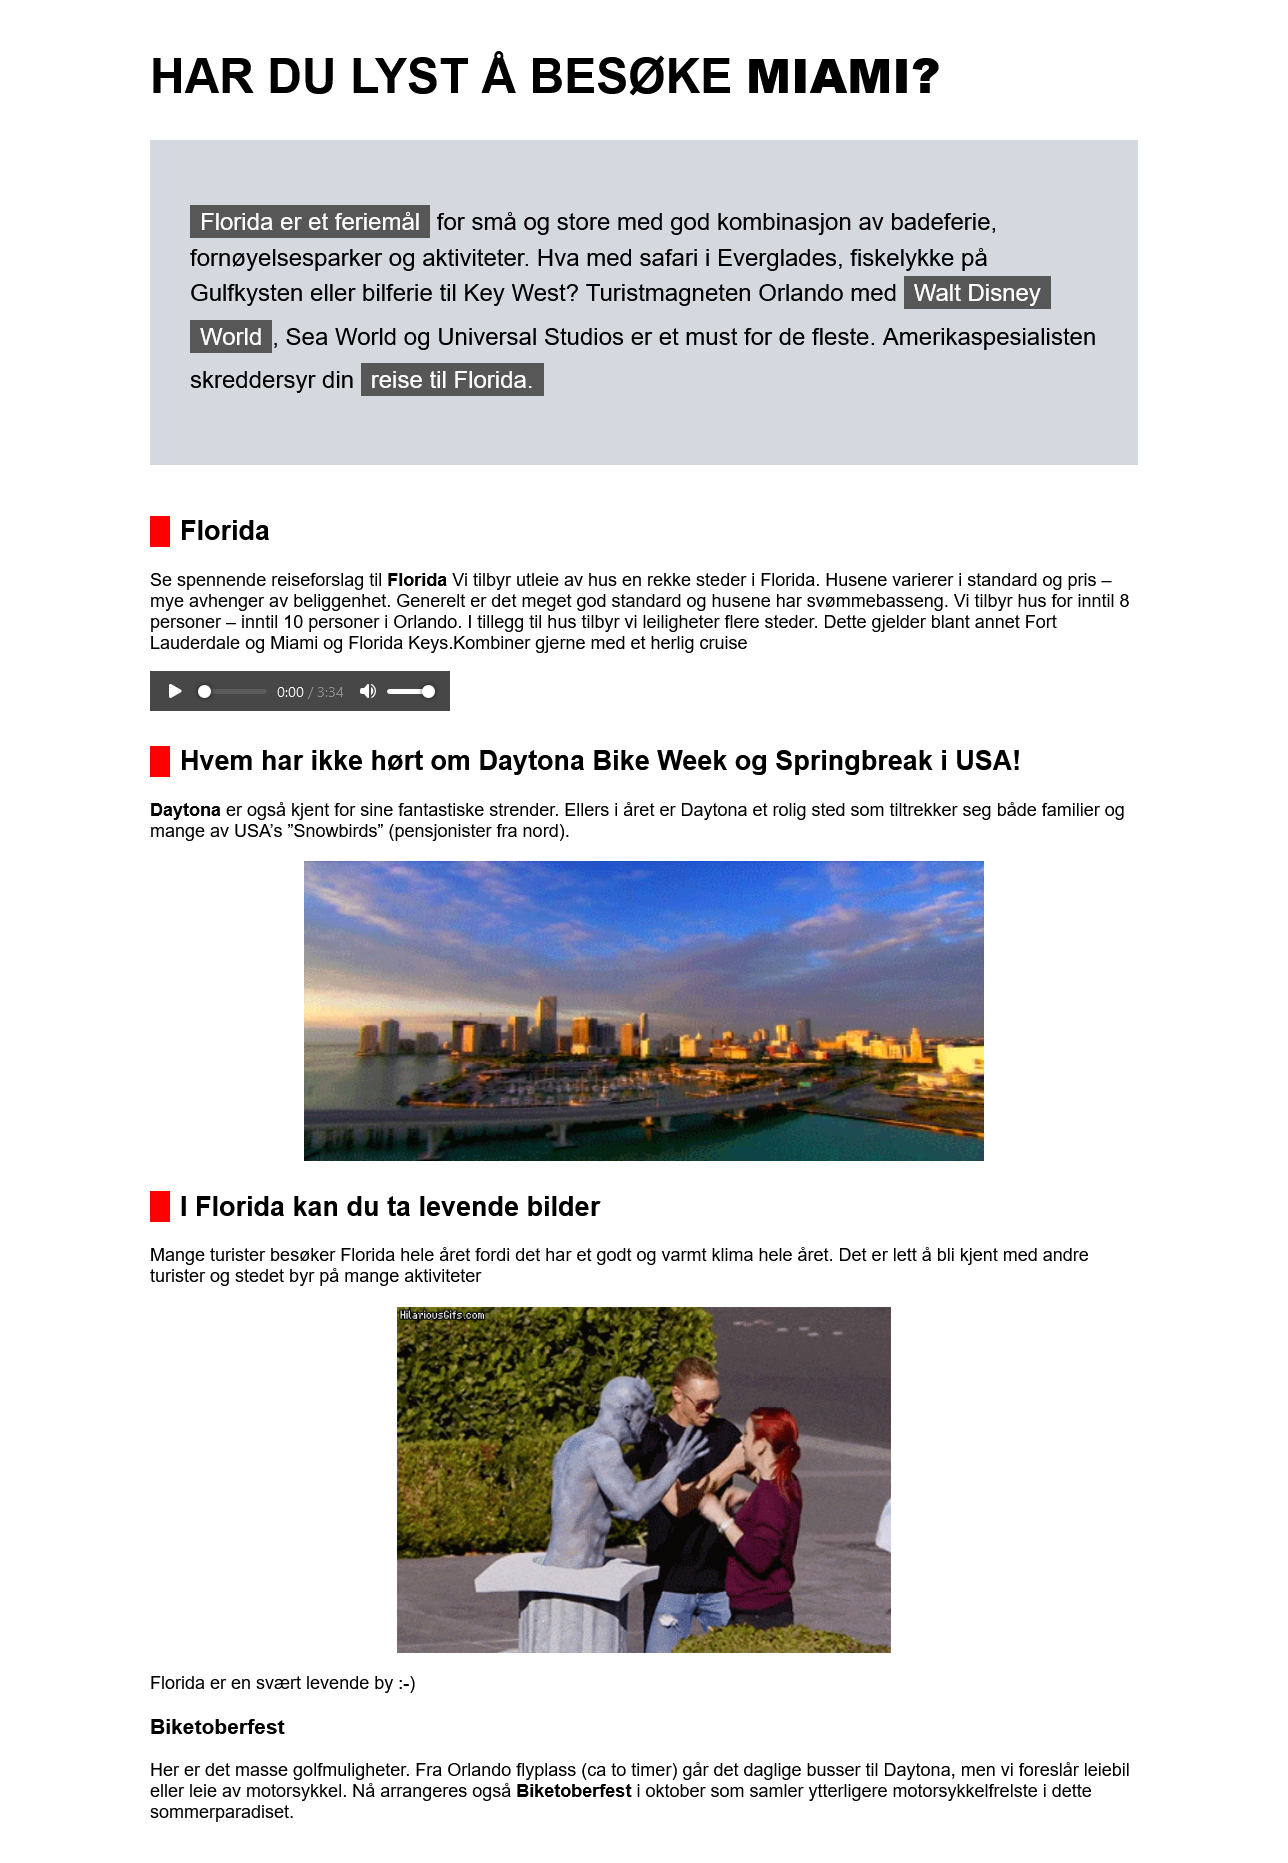 HAR DU LYST Å BESØKE MIAMI?
Florida er et feriemål for små og store med god kombinasjon av badeferie,
fornøyelsesparker og aktiviteter. Hva med safari i Everglades, fiskelykke på
Gulfkysten eller bilferie til Key West? Turistmagneten Orlando med Walt Disney
World , Sea World og Universal Studios er et must for de fleste. Amerikaspesialisten
skreddersyr din reise til Florida.
Florida
Se spennende reiseforslag til Florida Vi tilbyr utleie av hus en rekke steder i Florida. Husene varierer i standard og pris –
mye avhenger av beliggenhet. Generelt er det meget god standard og husene har svømmebasseng. Vi tilbyr hus for inntil 8
personer – inntil 10 personer i Orlando. I tillegg til hus tilbyr vi leiligheter flere steder. Dette gjelder blant annet Fort
Lauderdale og Miami og Florida Keys.Kombiner gjerne med et herlig cruise
0:00 / 3:34
Hvem har ikke hørt om Daytona Bike Week og Springbreak i USA!
Daytona er også kjent for sine fantastiske strender. Ellers i året er Daytona et rolig sted som tiltrekker seg både familier og
mange av USA’s ”Snowbirds” (pensjonister fra nord).
I Florida kan du ta levende bilder
Mange turister besøker Florida hele året fordi det har et godt og varmt klima hele året. Det er lett å bli kjent med andre
turister og stedet byr på mange aktiviteter
HilariousGifs.com
Florida er en svært levende by :-)
Biketoberfest
Her er det masse golfmuligheter. Fra Orlando flyplass (ca to timer) går det daglige busser til Daytona, men vi foreslår leiebil
eller leie av motorsykkel. Nå arrangeres også Biketoberfest i oktober som samler ytterligere motorsykkelfrelste i dette
sommerparadiset.